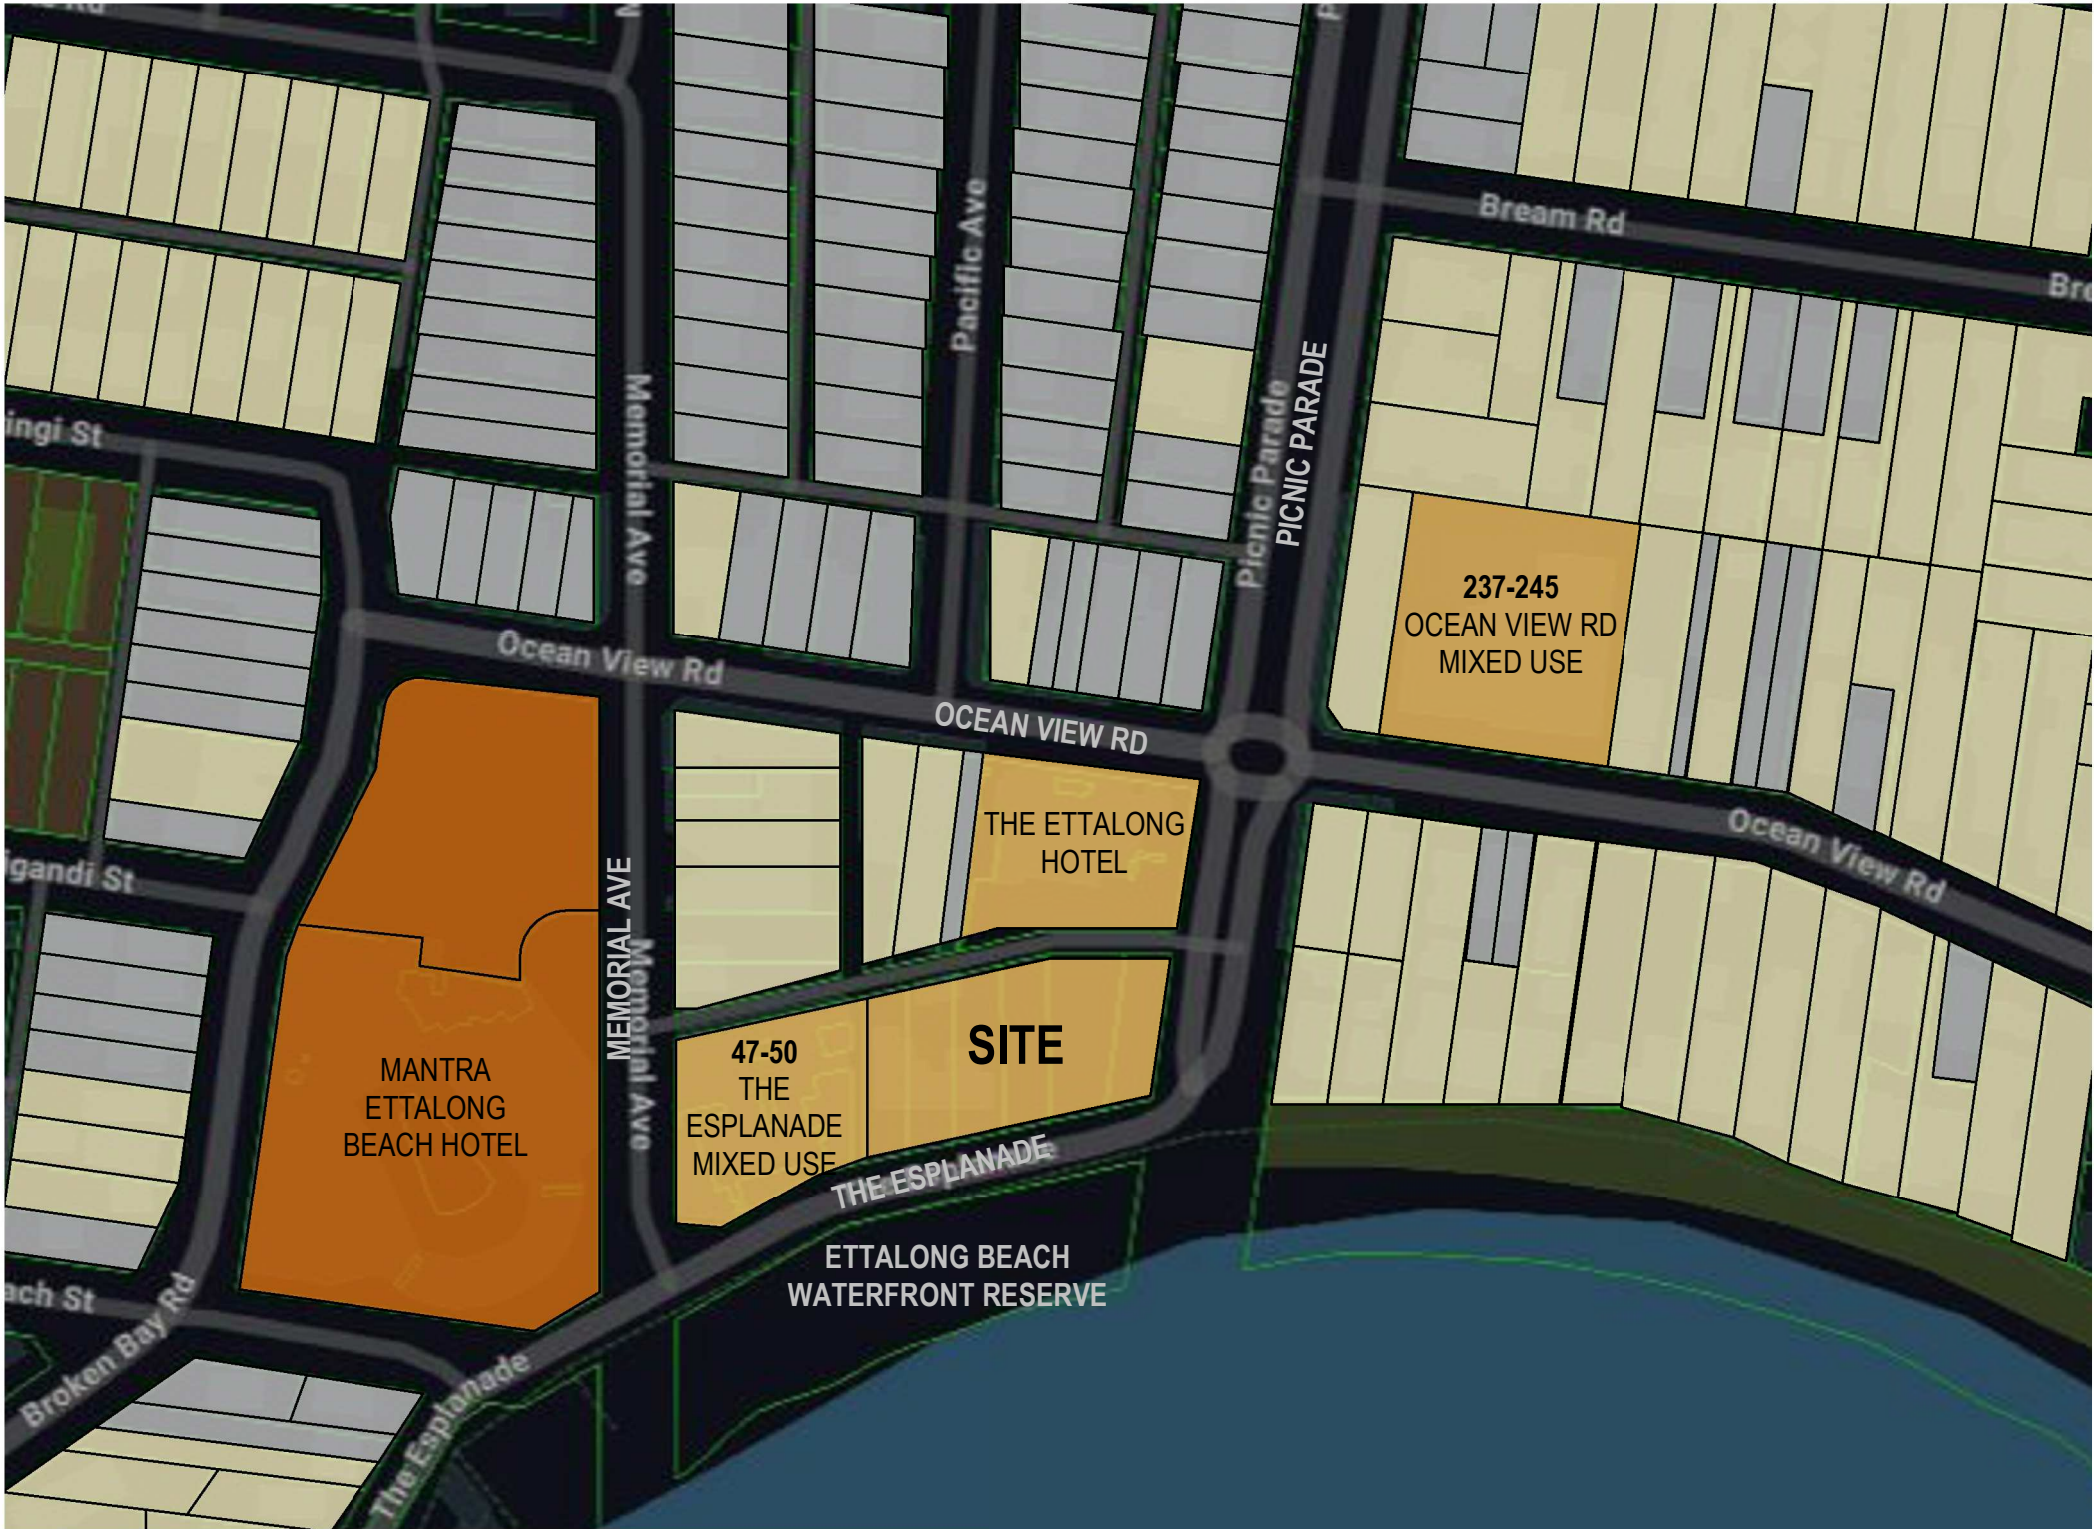 Bream Rd
Pacific Ave
Memorial Ave
Picnic Parade
PICNIC PARADE
ingi St
237-245
OCEAN VIEW RD
MIXED USE
Ocean View Rd
OCEAN VIEW RD
THE ETTALONG
HOTEL
Ocean View Rd
igandi St
MEMORIAL AVE
Memorial Ave
SITE
47-50
THE
ESPLANADE
MIXED USE
MANTRA
ETTALONG
BEACH HOTEL
THE ESPLANADE
ETTALONG BEACH
WATERFRONT RESERVE
ach St
Broken Bay Rd
The Esplanade